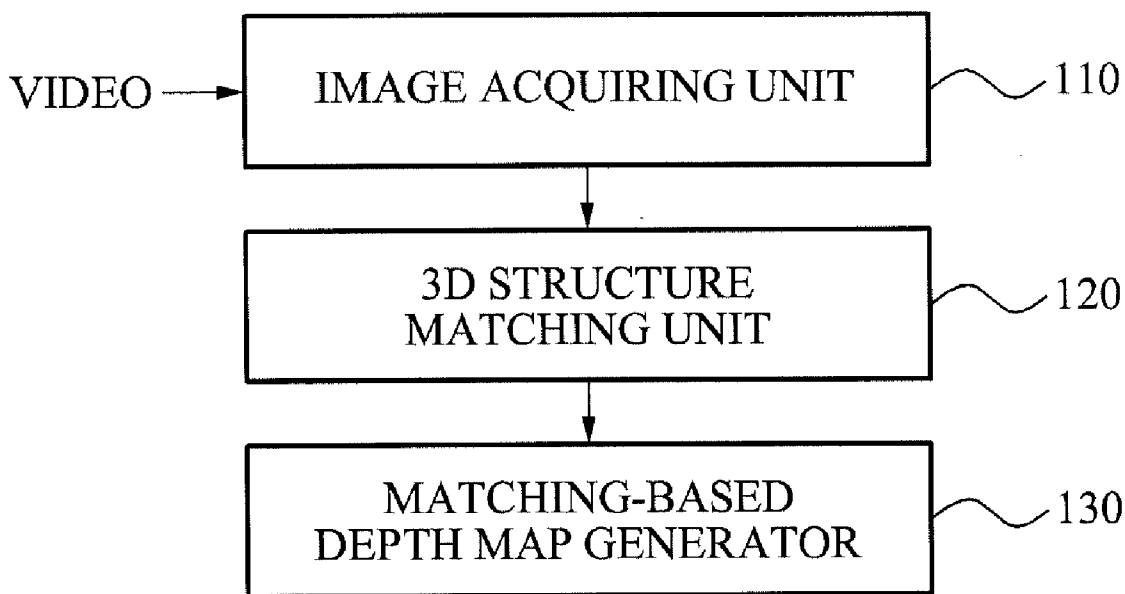 VIDEO
IMAGE ACQUIRING UNIT
110
3D STRUCTURE
MATCHING UNIT
120
MATCHING-BASED
DEPTH MAP GENERATOR
130